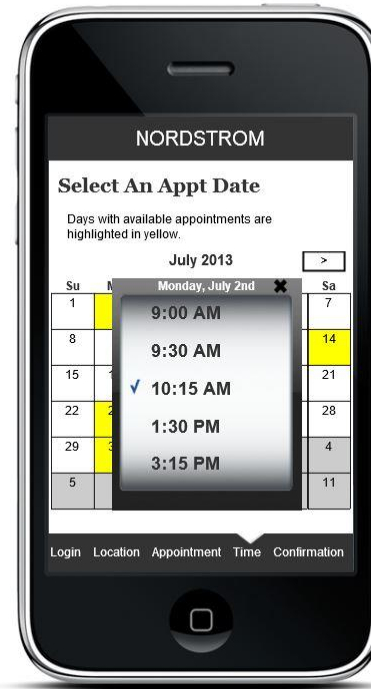 NORDSTROM
Select An Appt Date
Days with available appointments are
highlighted in yellow.
July 2013 >
Su Sa
Monday, July 2nd ✖
1 7
9:00 AM
8 14
9:30 AM
15 21
✓ 10:15 AM
22 28
1:30 PM
29 4
3:15 PM
5 11
Login Location Appointment Time Confirmation